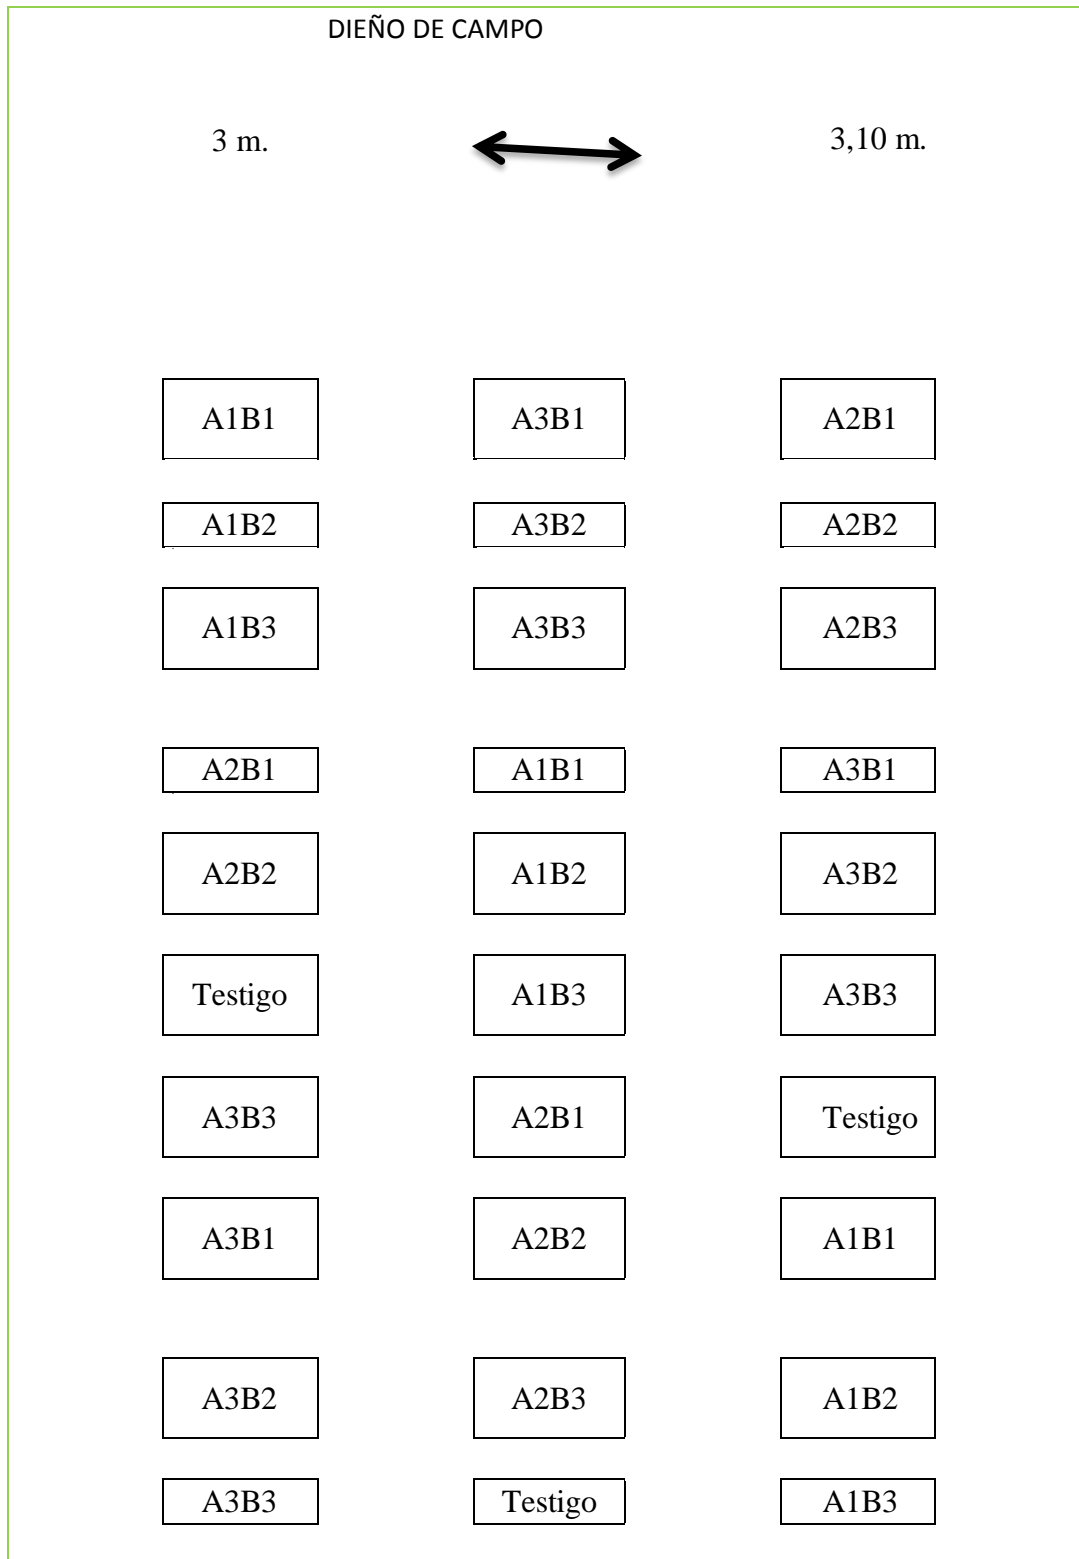 DIEÑO DE CAMPO
3 m. 3,10 m.
A1B1 A3B1 A2B1
A1B2 A3B2 A2B2
A1B3 A3B3 A2B3
A2B1 A1B1 A3B1
A2B2 A1B2 A3B2
Testigo A1B3 A3B3
A3B3 A2B1 Testigo
A3B1 A2B2 A1B1
A3B2 A2B3 A1B2
A3B3 Testigo A1B3